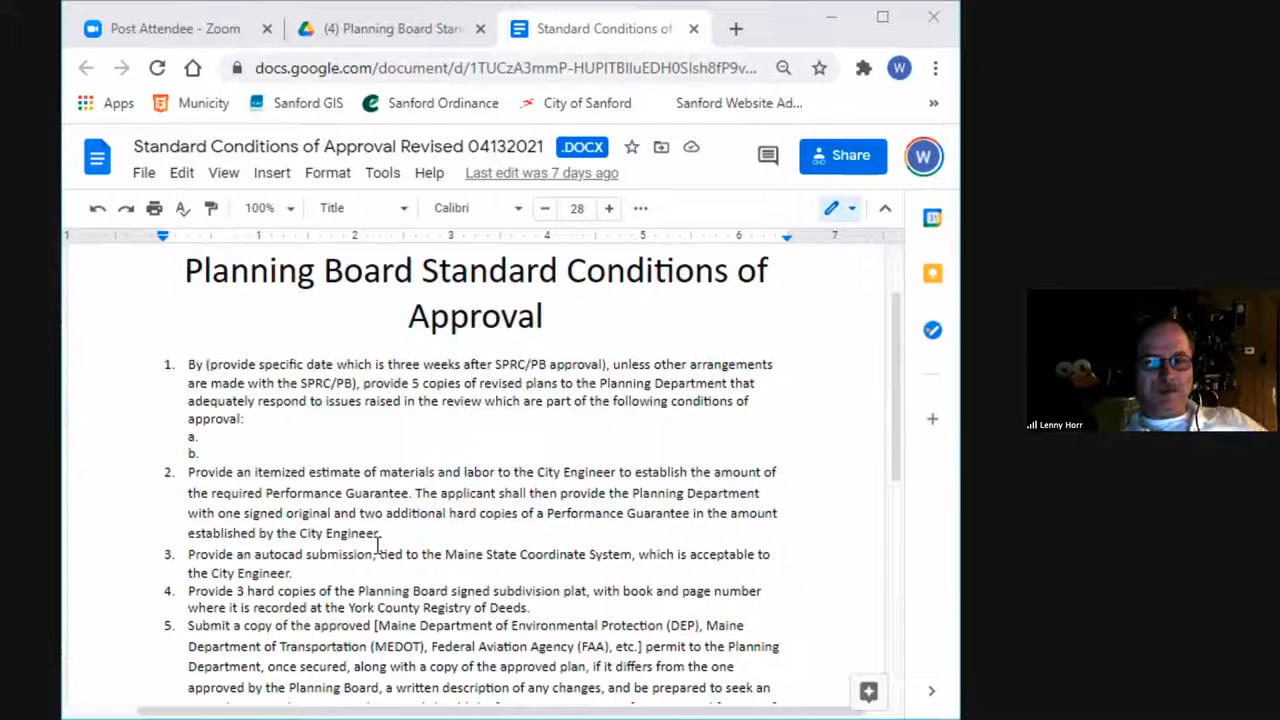 Post Attendee - Zoom
(4) Planning Board Stan
Standard Conditions of
docs.google.com/document/d/1TUCzA3mmP-HUPlTBlluEDH0Slsh8fP9v...
W
Apps
Municity
Sanford GIS
Sanford Ordinance
City of Sanford
Sanford Website Ad...
»
Standard Conditions of Approval Revised 04132021 .DOCX
Share
W
File Edit View Insert Format Tools Help Last edit was 7 days ago
100% Title Calibri 28
31
1 1 2 3 4 5 6 7
Planning Board Standard Conditions of
Approval
1. By (provide specific date which is three weeks after SPRC/PB approval), unless other arrangements
are made with the SPRC/PB), provide 5 copies of revised plans to the Planning Department that
adequately respond to issues raised in the review which are part of the following conditions of
approval:
a.
b.
2. Provide an itemized estimate of materials and labor to the City Engineer to establish the amount of
the required Performance Guarantee. The applicant shall then provide the Planning Department
with one signed original and two additional hard copies of a Performance Guarantee in the amount
established by the City Engineer.
3. Provide an autocad submission, tied to the Maine State Coordinate System, which is acceptable to
the City Engineer.
4. Provide 3 hard copies of the Planning Board signed subdivision plat, with book and page number
where it is recorded at the York County Registry of Deeds.
5. Submit a copy of the approved [Maine Department of Environmental Protection (DEP), Maine
Department of Transportation (MEDOT), Federal Aviation Agency (FAA), etc.] permit to the Planning
Department, once secured, along with a copy of the approved plan, if it differs from the one
approved by the Planning Board, a written description of any changes, and be prepared to seek an
Lenny Horr